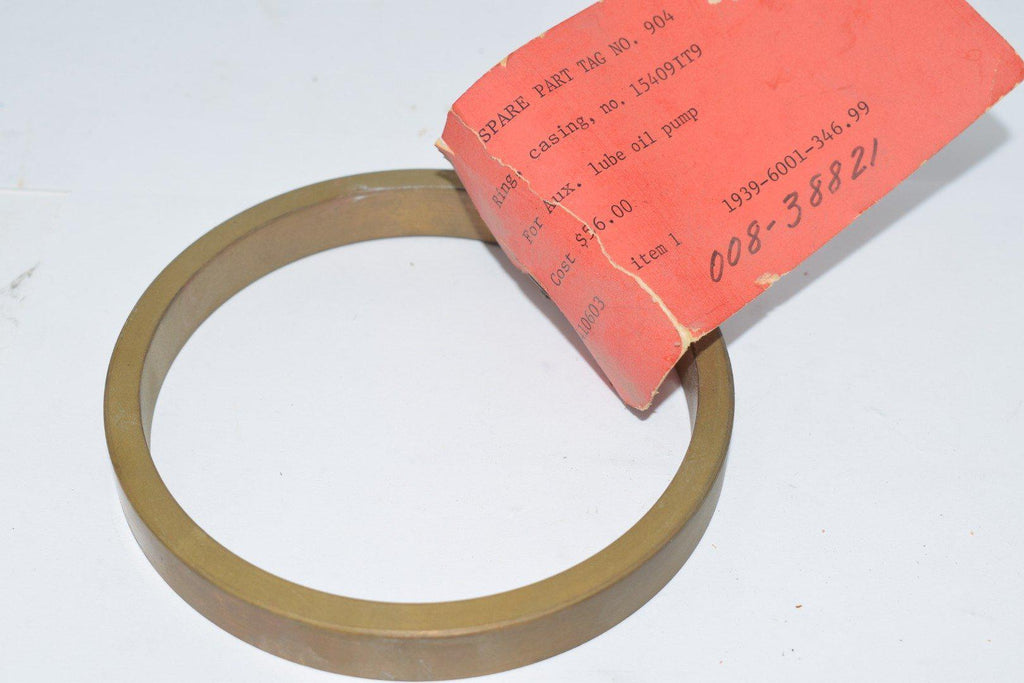 SPARE PART TAG NO. 904
Ring, casing, no. 15409IT9
For Aux. lube oil pump
Cost $56.00
1939-6001-346.99
10603 item 1
008-38821